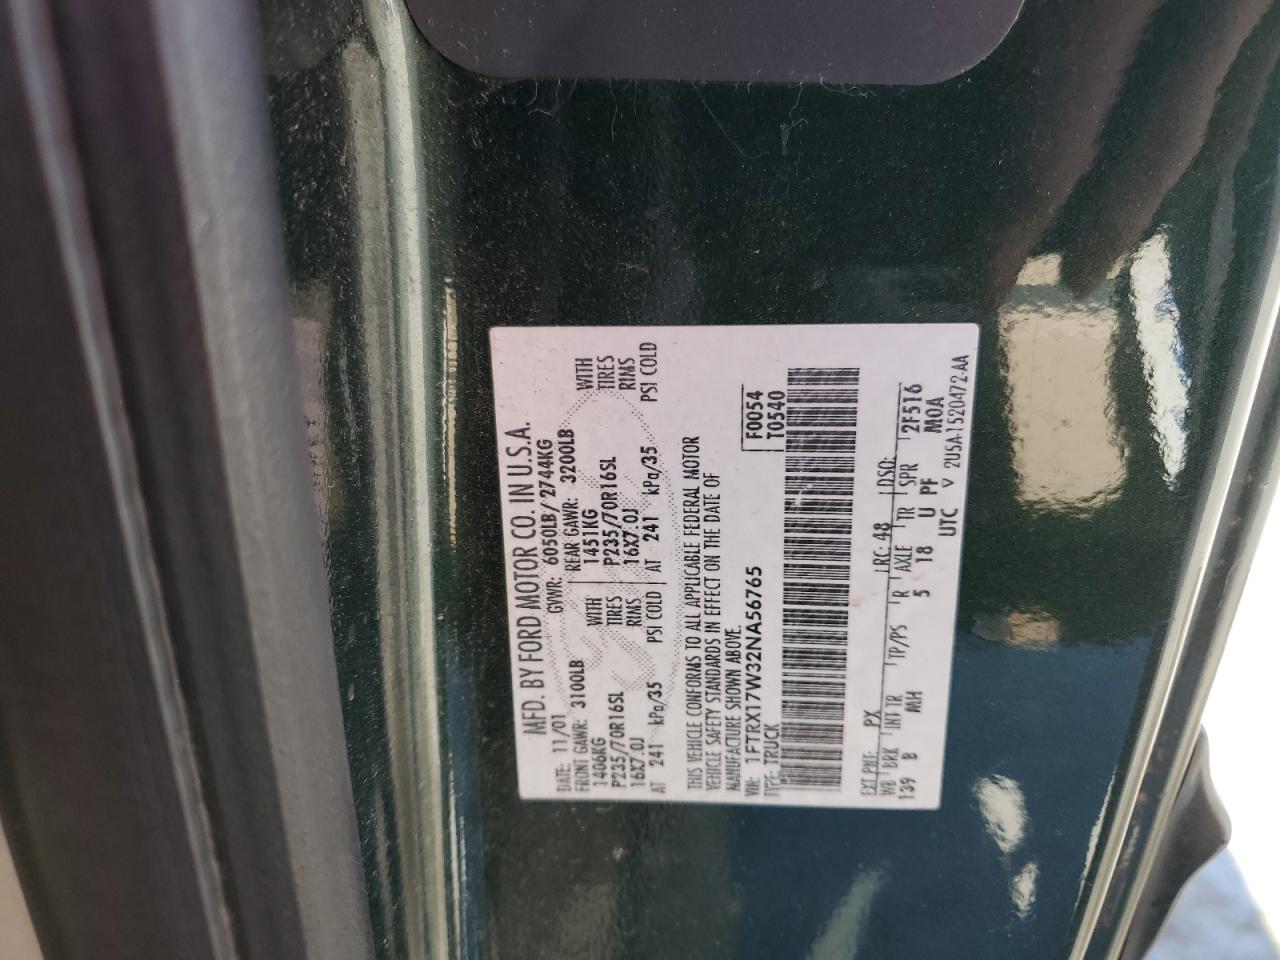 MFD. BY FORD MOTOR CO. IN U.S.A.
DATE: 11/01 GVWR: 6050LB/2744KG
FRONT GAWR: 3100LB REAR GAWR: 3200LB
1406KG WITH 1451KG WITH
P235/70R16SL TIRES P235/70R16SL TIRES
16X7.0J RIMS 16X7.0J RIMS
AT 241 kPa/35 PSI COLD AT 241 kPa/35 PSI COLD
THIS VEHICLE CONFORMS TO ALL APPLICABLE FEDERAL MOTOR
VEHICLE SAFETY STANDARDS IN EFFECT ON THE DATE OF
MANUFACTURE SHOWN ABOVE.
VIN: 1FTRX17W32NA56765 F0054
TYPE: TRUCK T0540
EXT PNT: PX RC: 48 DSO:
WB BRK INT TR TP/PS R AXLE TR SPR 2F516
139 B MH 5 18 U PF MOA
UTC ▽ 2U5A-1520472-AA